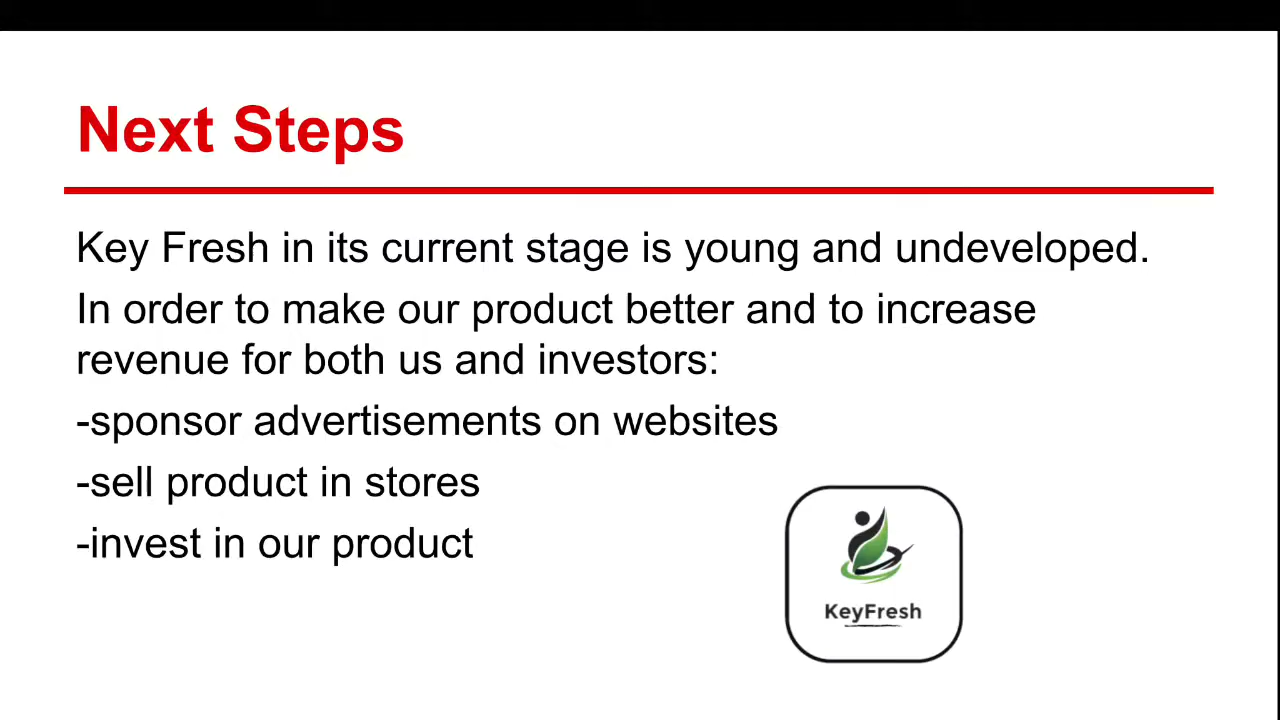 Next Steps
Key Fresh in its current stage is young and undeveloped.
In order to make our product better and to increase
revenue for both us and investors:
-sponsor advertisements on websites
-sell product in stores
-invest in our product
KeyFresh